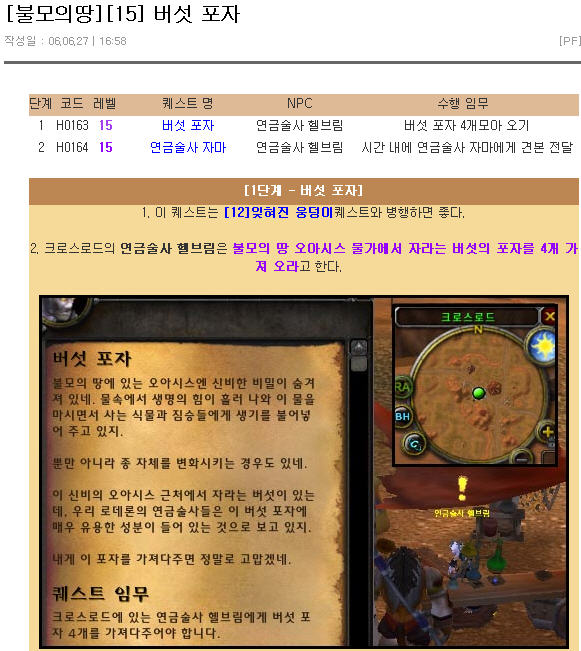 [불모의땅][15] 버섯 포자
작성일 : 06,06,27 | 16:58 [PF]
단계 코드 레벨 퀘스트 명 NPC 수행 임무
1 H0163 15 버섯 포자 연금술사 헬브림 버섯 포자 4개모아 오기
2 H0164 15 연금술사 자마 연금술사 헬브림 시간 내에 연금술사 자마에게 견본 전달
[1단계 - 버섯 포자]
1. 이 퀘스트는 [12]잊혀진 웅덩이퀘스트와 병행하면 좋다.
2. 크로스로드의 연금술사 헬브림은 불모의 땅 오아시스 물가에서 자라는 버섯의 포자를 4개 가
져 오라고 한다.
크로스로드
N
RA
BH
버섯 포자
불모의 땅에 있는 오아시스엔 신비한 비밀이 숨겨
져 있네. 물속에서 생명의 힘이 흘러 나와 이 물을
마시면서 사는 식물과 짐승들에게 생기를 불어넣
어 주고 있지.
뿐만 아니라 종 자체를 변화시키는 경우도 있네.
이 신비의 오아시스 근처에서 자라는 버섯이 있는
데, 우리 로데론의 연금술사들은 이 버섯 포자에
매우 유용한 성분이 들어 있는 것으로 보고 있지.
내게 이 포자를 가져다주면 정말로 고맙겠네.
연금술사 헬브림
퀘스트 임무
크로스로드에 있는 연금술사 헬브림에게 버섯 포
자 4개를 가져다주어야 합니다.